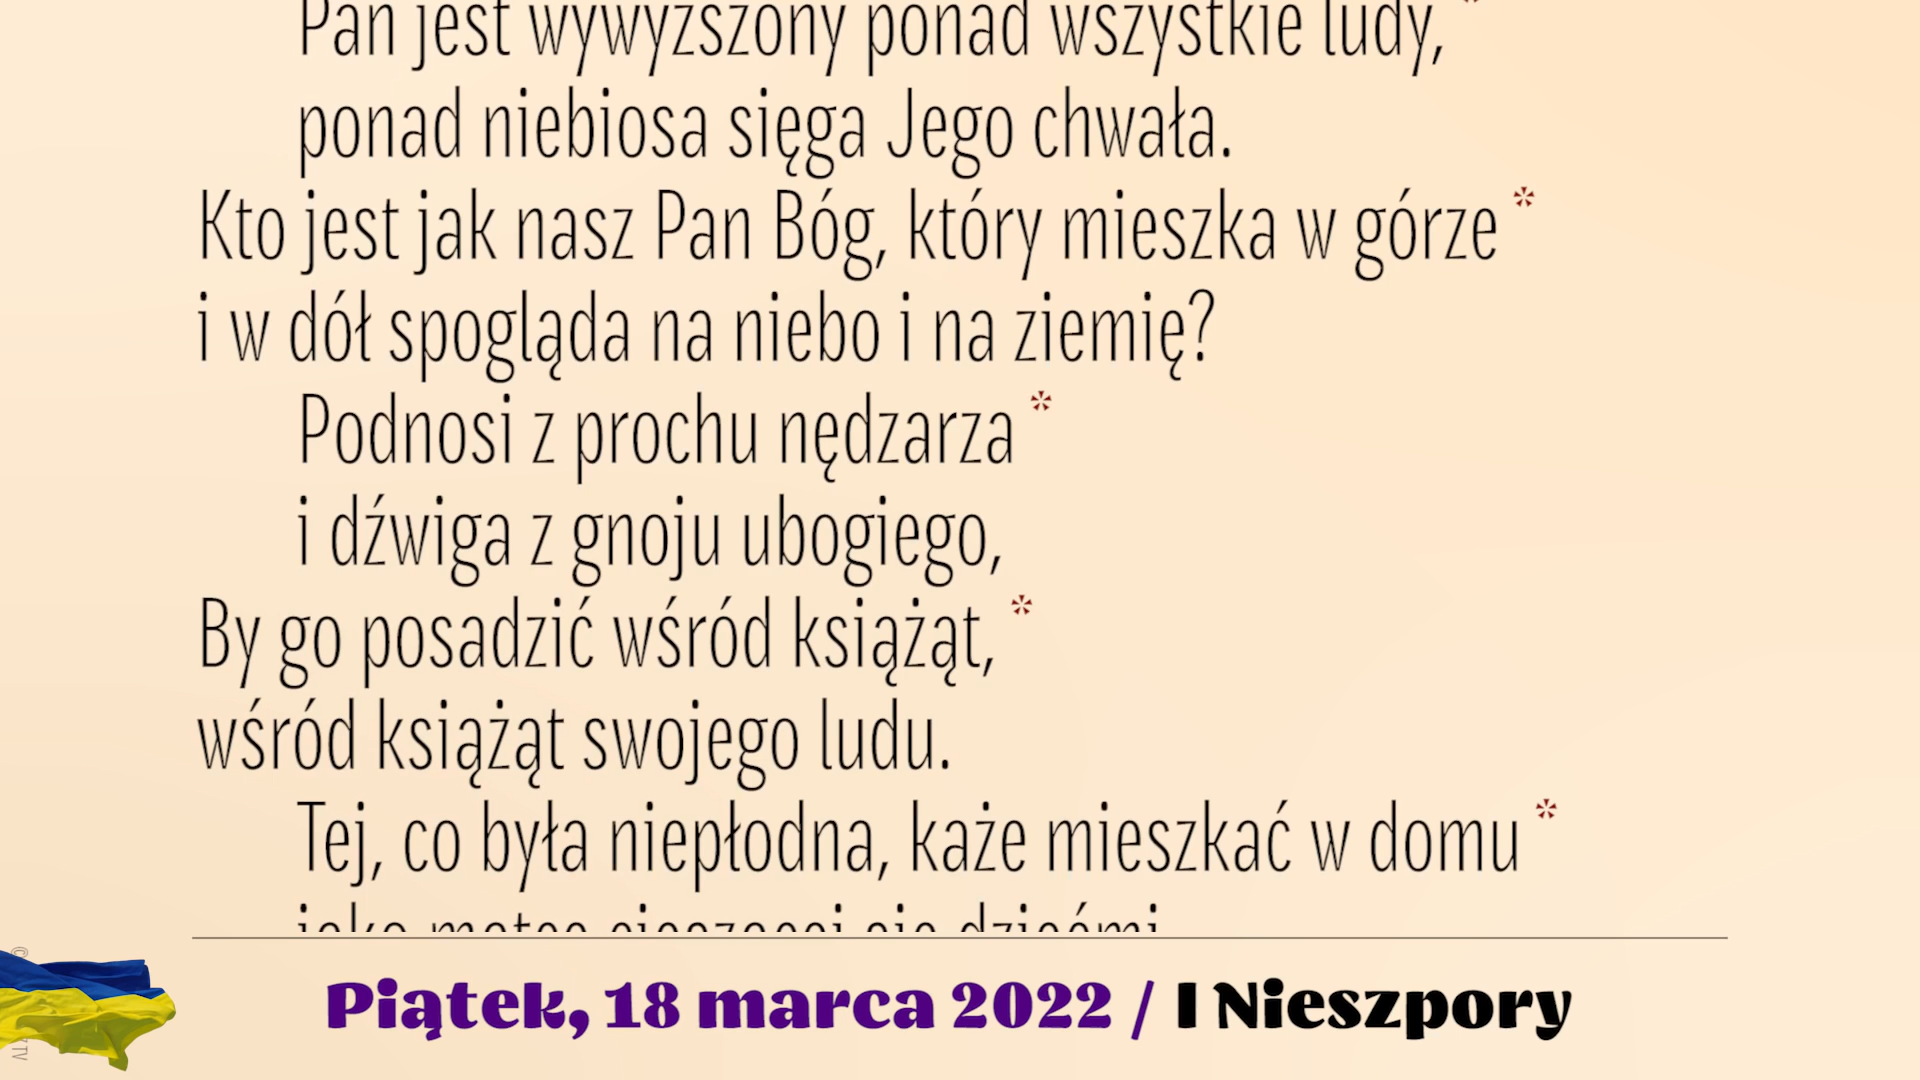 Pan jest wywyższony ponad wszystkie ludy, *
ponad niebiosa sięga Jego chwała.
Kto jest jak nasz Pan Bóg, który mieszka w górze *
i w dół spogląda na niebo i na ziemię?
Podnosi z prochu nędzarza *
i dźwiga z gnoju ubogiego,
By go posadzić wśród książąt, *
wśród książąt swojego ludu.
Tej, co była niepłodna, każe mieszkać w domu *
Piątek, 18 marca 2022 / I Nieszpory